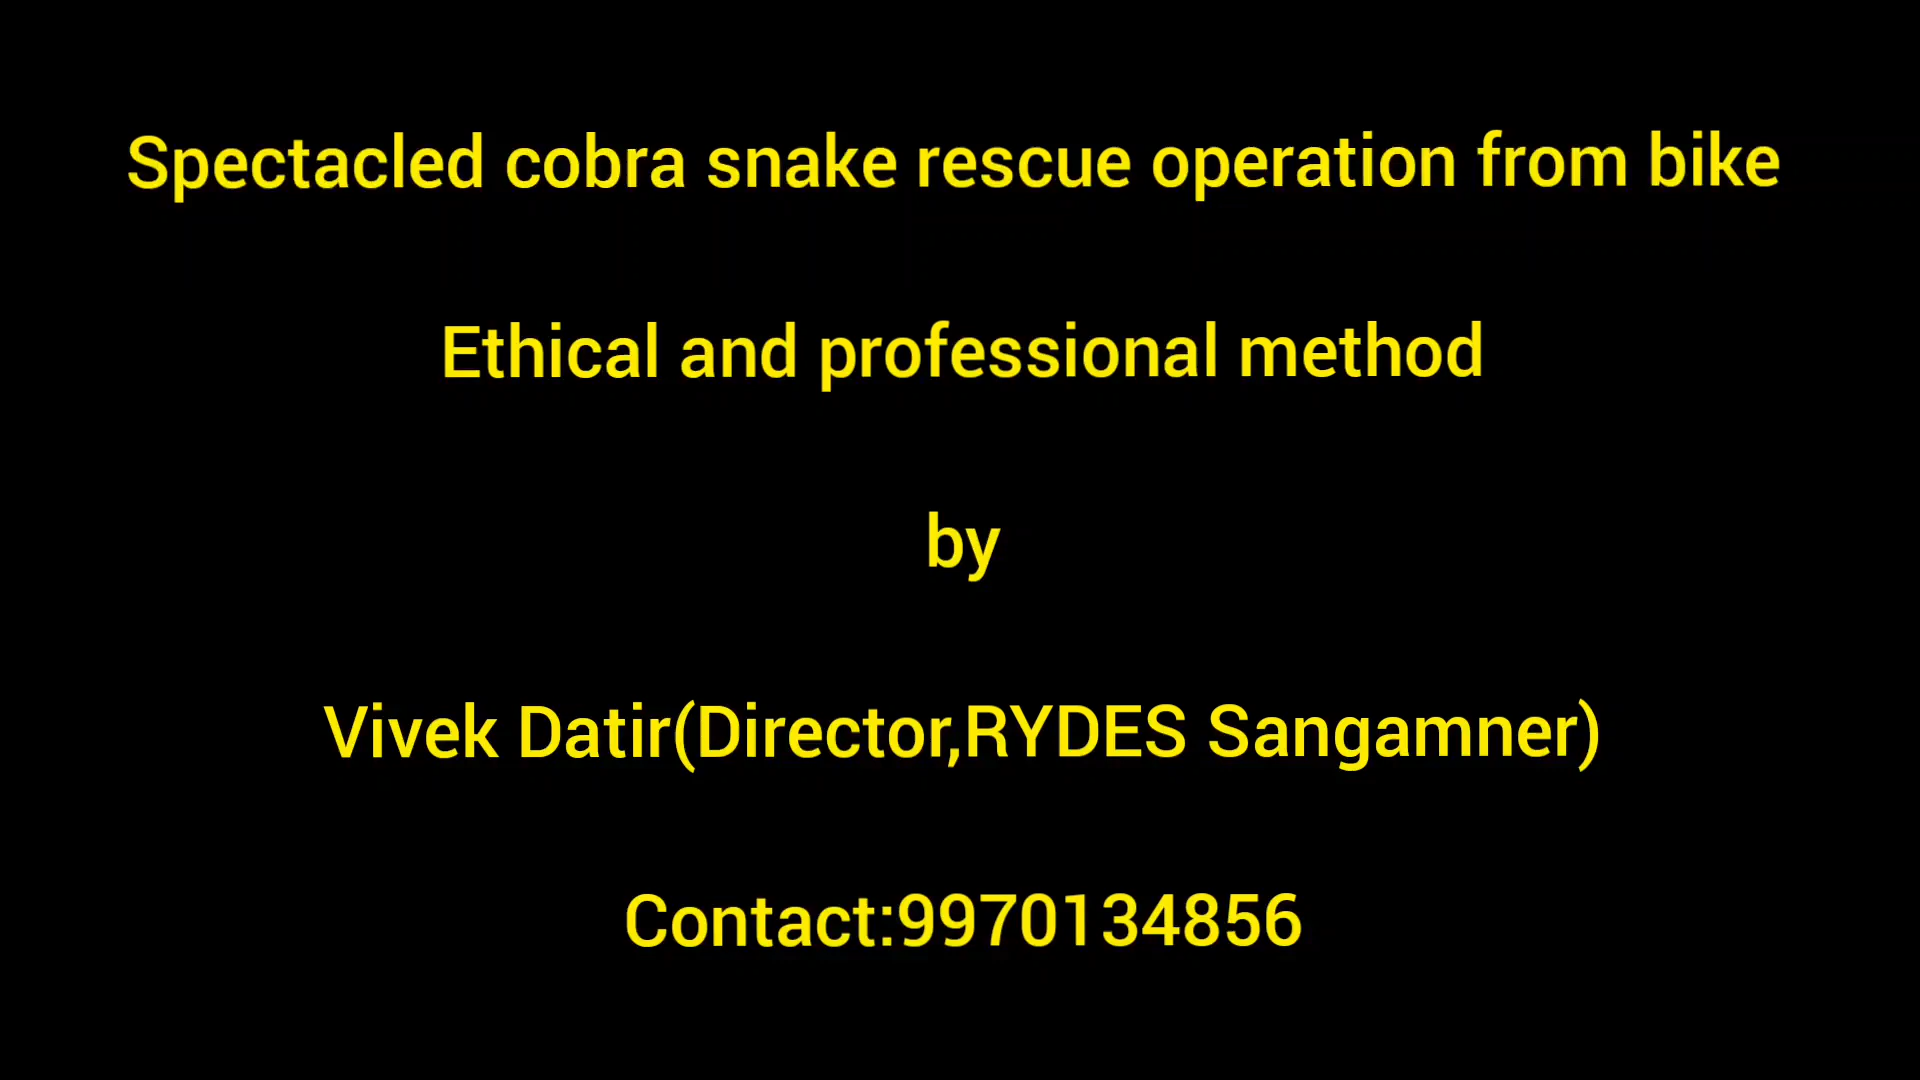 Spectacled cobra snake rescue operation from bike
Ethical and professional method
by
Vivek Datir(Director,RYDES Sangamner)
Contact:9970134856